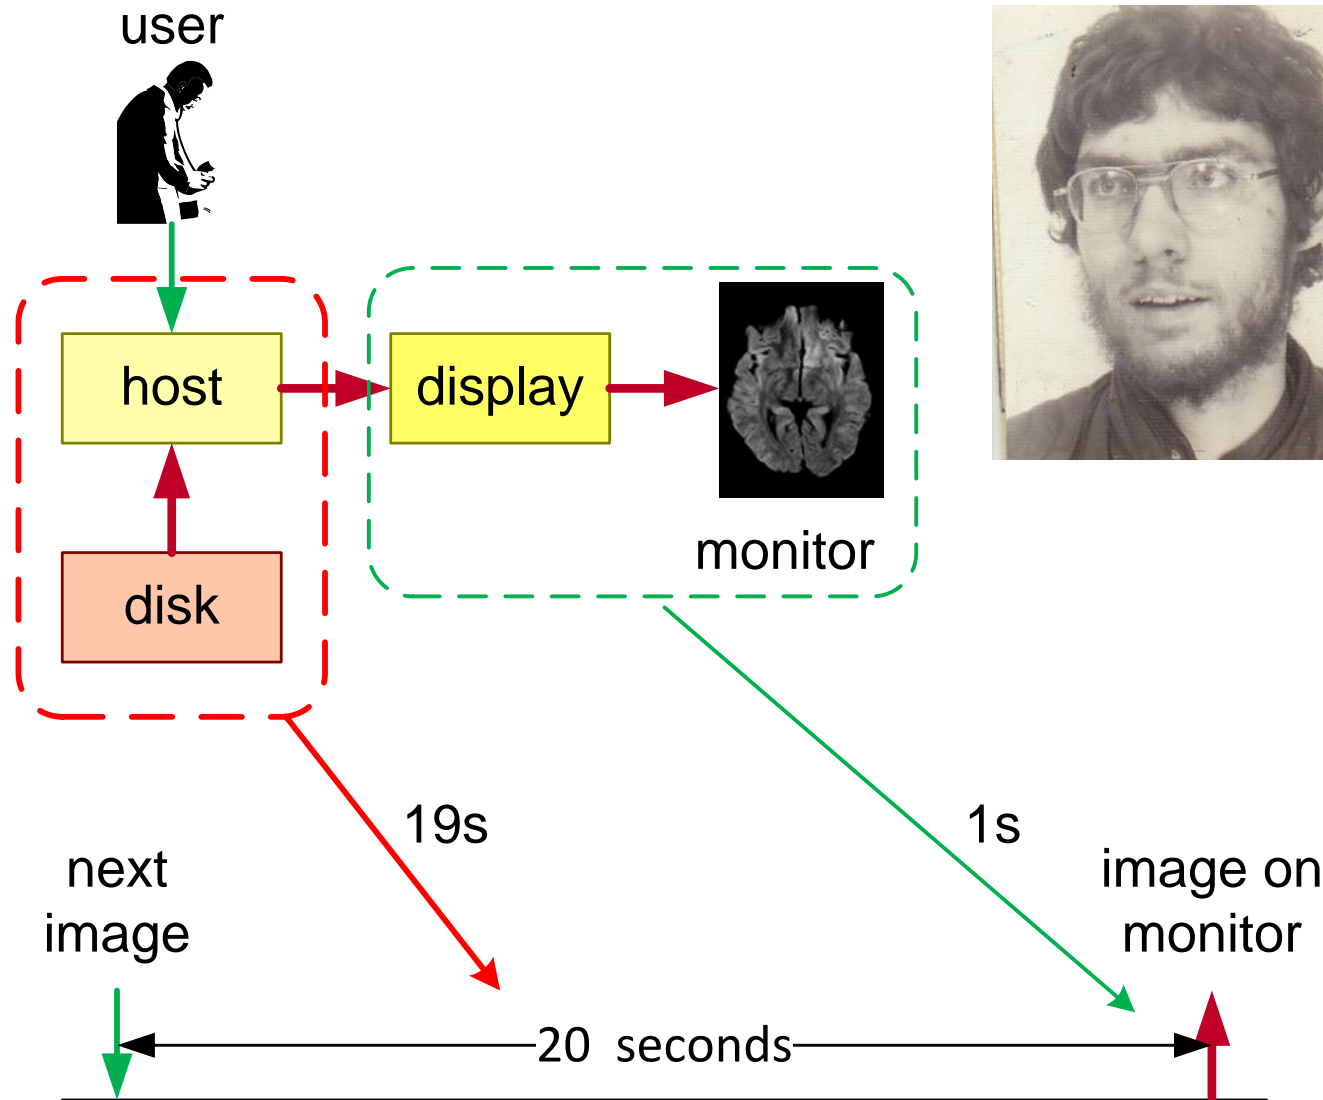 user
host
display
monitor
disk
19s
1s
next
image
image on
monitor
20 seconds